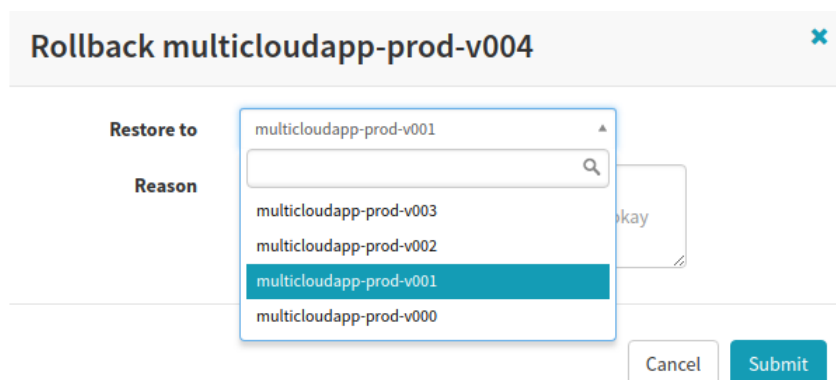 Rollback multicloudapp-prod-v004
Restore to
multicloudapp-prod-v001
Reason
multicloudapp-prod-v003
okay
multicloudapp-prod-v002
multicloudapp-prod-v001
multicloudapp-prod-v000
Cancel
Submit